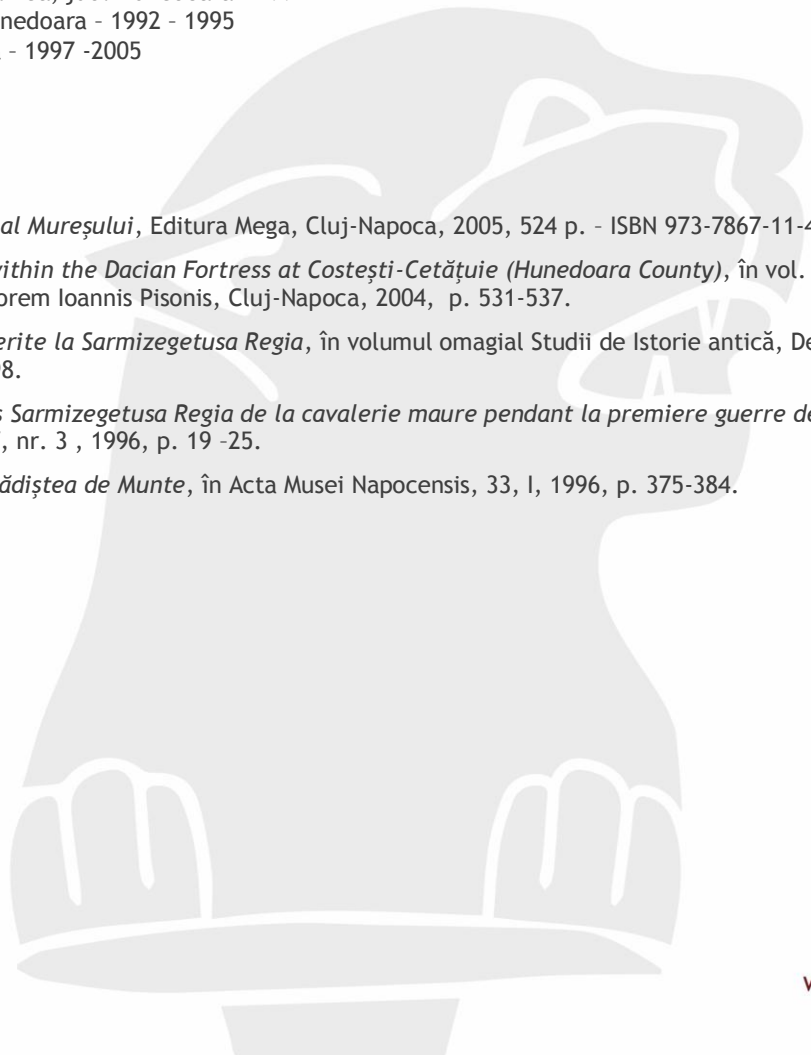 nedoara – 1992 – 1995
– 1997 -2005
al Mureșului, Editura Mega, Cluj-Napoca, 2005, 524 p. – ISBN 973-7867-11-4
within the Dacian Fortress at Costești-Cetățuie (Hunedoara County), în vol.
orem Ioannis Pisonis, Cluj-Napoca, 2004, p. 531-537.
erite la Sarmizegetusa Regia, în volumul omagial Studii de Istorie antică, De
98.
s Sarmizegetusa Regia de la cavalerie maure pendant la premiere guerre de
, nr. 3 , 1996, p. 19 –25.
ădiștea de Munte, în Acta Musei Napocensis, 33, I, 1996, p. 375-384.